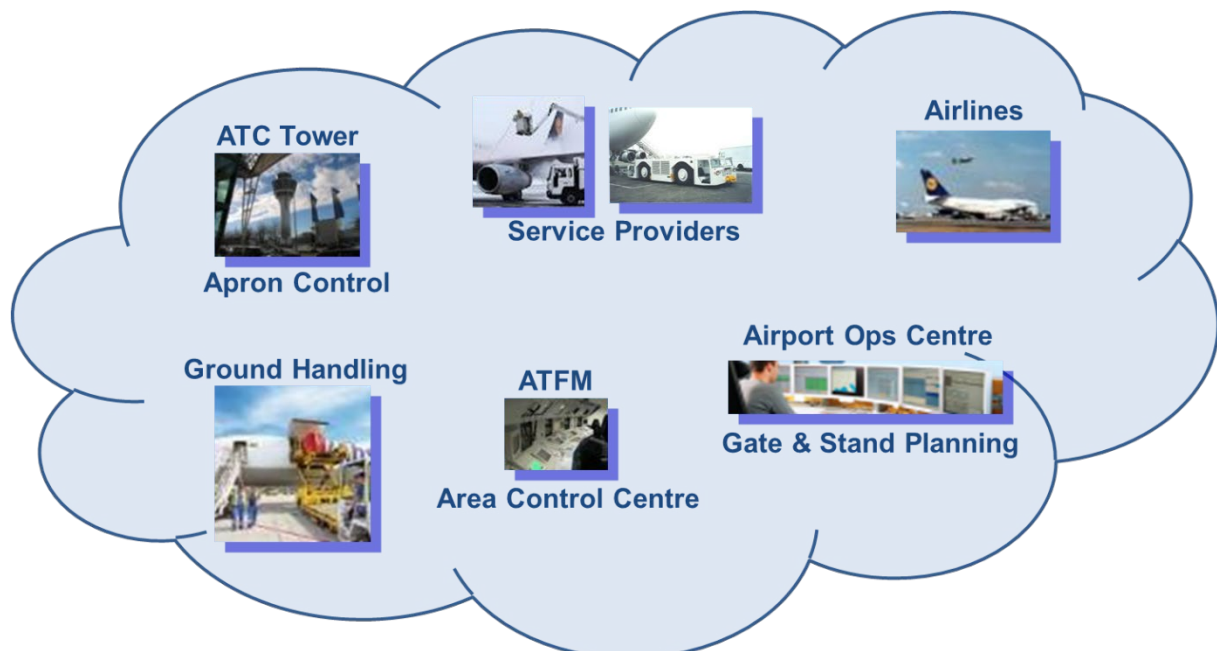 ATC Tower
Apron Control
Service Providers
Airlines
Ground Handling
ATFM
Area Control Centre
Airport Ops Centre
Gate & Stand Planning